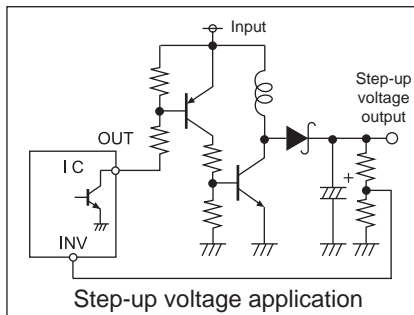 Input
Step-up
voltage
output
OUT
IC
+
INV
Step-up voltage application